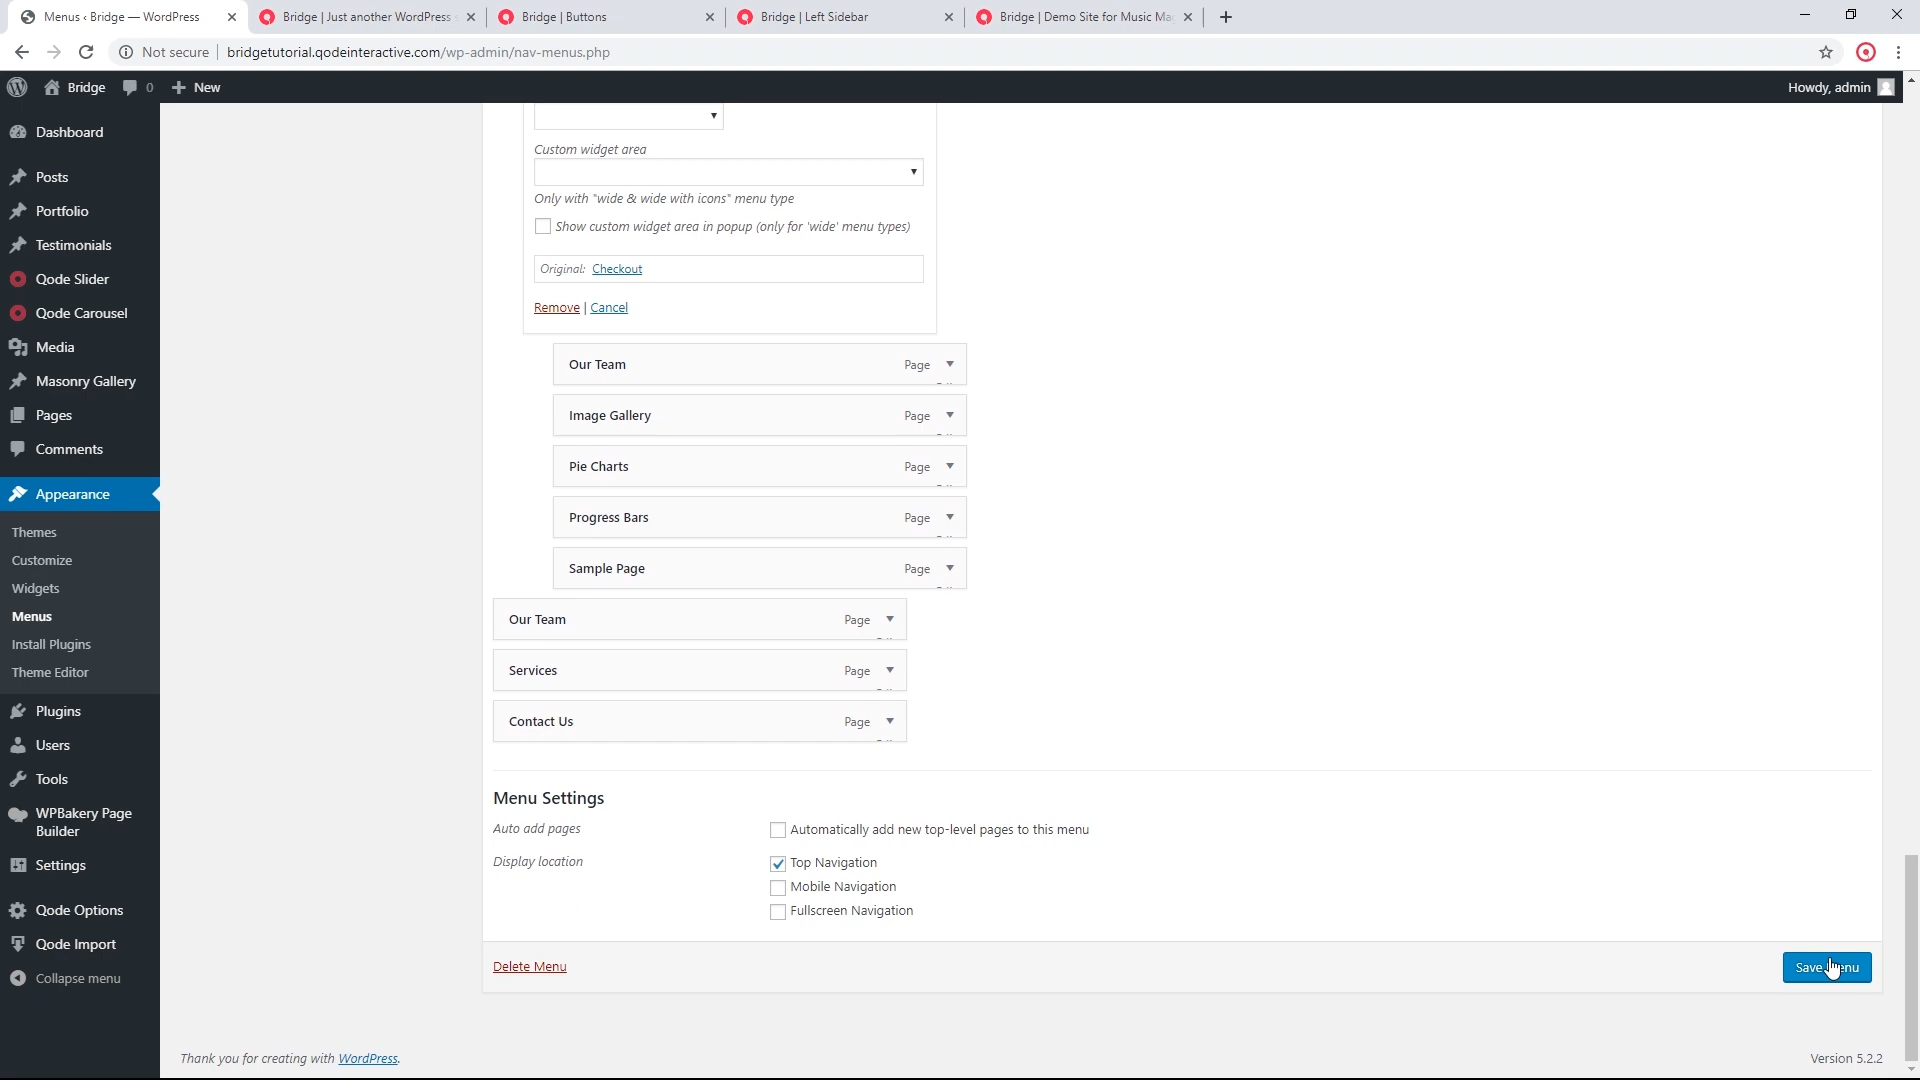 Menus ‹ Bridge — WordPress
Bridge | Just another WordPress
Bridge | Buttons
Bridge | Left Sidebar
Bridge | Demo Site for Music Ma
Not secure
bridgetutorial.qodeinteractive.com/wp-admin/nav-menus.php
Bridge
0
New
Howdy, admin
Dashboard
Posts
Portfolio
Testimonials
Qode Slider
Qode Carousel
Media
Masonry Gallery
Pages
Comments
Appearance
Themes
Customize
Widgets
Menus
Install Plugins
Theme Editor
Plugins
Users
Tools
WPBakery Page
Builder
Settings
Qode Options
Qode Import
Collapse menu
Custom widget area
Only with "wide & wide with icons" menu type
Show custom widget area in popup (only for 'wide' menu types)
Original: Checkout
Remove | Cancel
Our Team Page
Image Gallery Page
Pie Charts Page
Progress Bars Page
Sample Page Page
Our Team Page
Services Page
Contact Us Page
Menu Settings
Auto add pages
Automatically add new top-level pages to this menu
Display location
Top Navigation
Mobile Navigation
Fullscreen Navigation
Delete Menu
Save Menu
Thank you for creating with WordPress.
Version 5.2.2